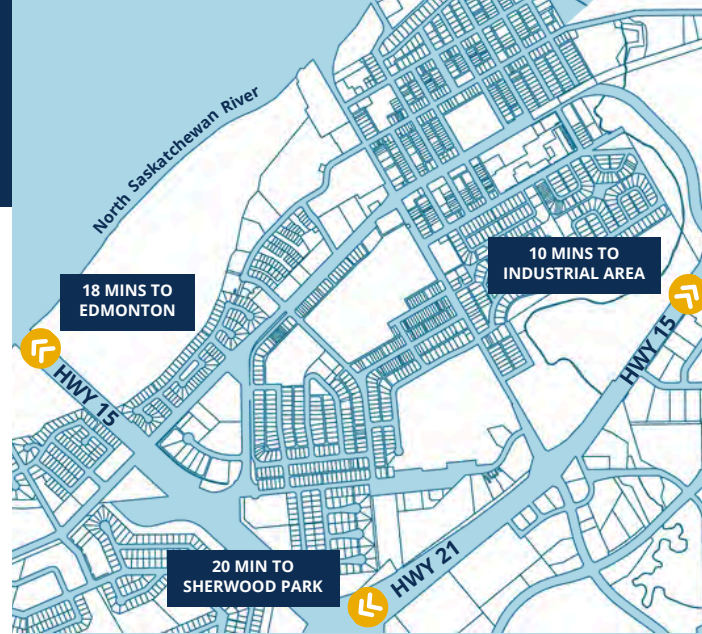 North Saskatchewan River
10 MINS TO
INDUSTRIAL AREA
18 MINS TO
EDMONTON
HWY 15
HWY 15
20 MIN TO
SHERWOOD PARK
HWY 21